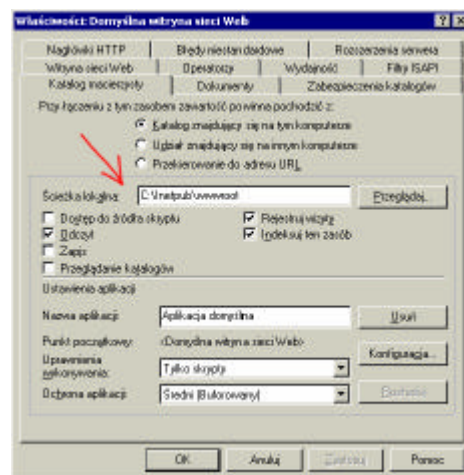 Właściwości: Domyślna witryna sieci Web
Nagłówki HTTP Błędy niestandardowe Rozszerzenia serwera
Witryna sieci Web Operatorzy Wydajność Filtry ISAPI
Katalog macierzysty Dokumenty Zabezpieczenia katalogów
Przy łączeniu z tym zasobem zawartość powinna pochodzić z:
Katalog znajdujący się na tym komputerze
Udział znajdujący się na innym komputerze
Przekierowanie do adresu URL
Ścieżka lokalna: C:\Inetpub\wwwroot Przeglądaj...
Dostęp do źródła skryptu Rejestruj wizyty
Odczyt Indeksuj ten zasób
Zapis
Przeglądanie katalogów
Ustawienia aplikacji
Nazwa aplikacji: Aplikacja domyślna Usuń
Punkt początkowy: <Domyślna witryna sieci Web>
Uprawnienia wykonywania: Tylko skrypty Konfiguracja...
Ochrona aplikacji: Średni (Buforowany)
OK Anuluj Zastosuj Pomoc